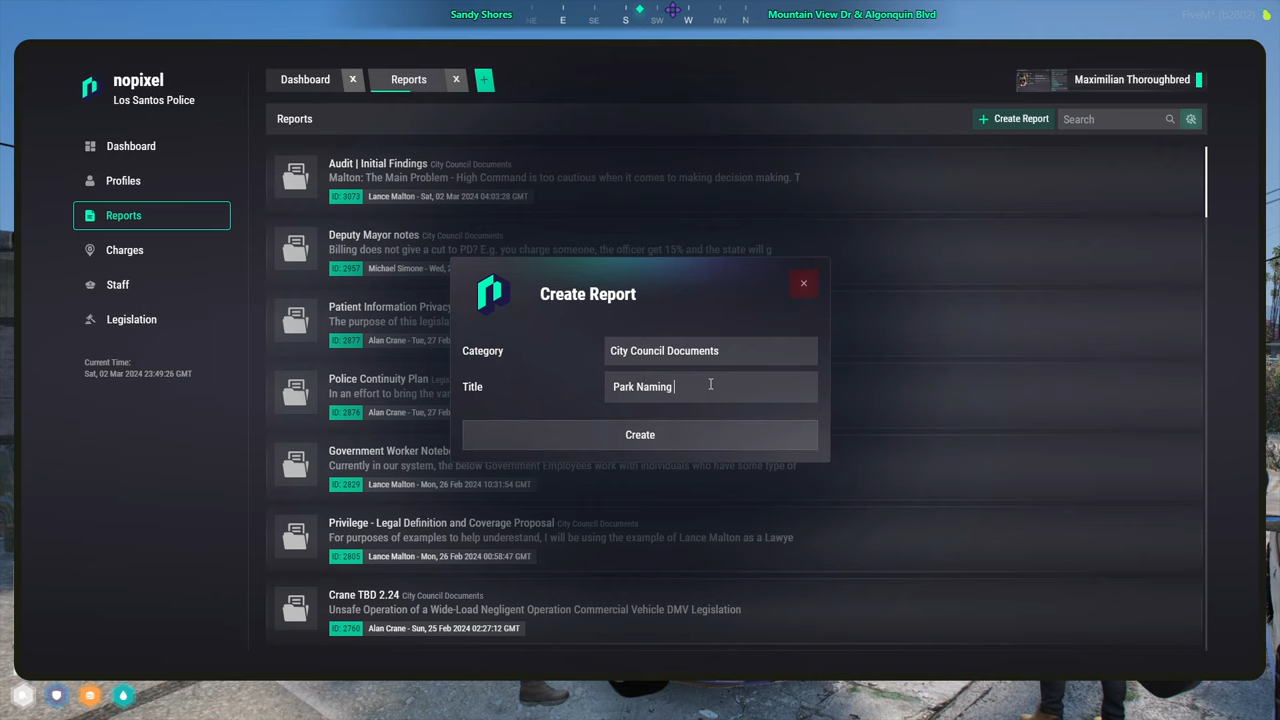 Sandy Shores
NE E SE S SW W NW N
Mountain View Dr & Algonquin Blvd
FiveM® (b2802)
nopixel
Los Santos Police
Dashboard
Profiles
Reports
Charges
Staff
Legislation
Current Time:
Sat, 02 Mar 2024 23:49:26 GMT
Dashboard x Reports x +
Maximilian Thoroughbred
Reports
+ Create Report
Search
Audit | Initial Findings City Council Documents
Malton: The Main Problem - High Command is too cautious when it comes to making decision making. T
ID: 3073 Lance Malton - Sat, 02 Mar 2024 04:03:28 GMT
Deputy Mayor notes City Council Documents
Billing does not give a cut to PD? E.g. you charge someone, the officer get 15% and the state will g
ID: 2957 Michael Simone - Wed, 2
Patient Information Privacy
The purpose of this legisla
ID: 2877 Alan Crane - Tue, 27 Feb
Police Continuity Plan Legis
In an effort to bring the var
ID: 2876 Alan Crane - Tue, 27 Feb
Government Worker Noteb
Currently in our system, the below Government Employees work with individuals who have some type of
ID: 2829 Lance Malton - Mon, 26 Feb 2024 10:31:54 GMT
Privilege - Legal Definition and Coverage Proposal City Council Documents
For purposes of examples to help understand, I will be using the example of Lance Malton as a Lawye
ID: 2805 Lance Malton - Mon, 26 Feb 2024 00:58:47 GMT
Crane TBD 2.24 City Council Documents
Unsafe Operation of a Wide-Load Negligent Operation Commercial Vehicle DMV Legislation
ID: 2760 Alan Crane - Sun, 25 Feb 2024 02:27:12 GMT
Create Report
×
Category City Council Documents
Title Park Naming
Create